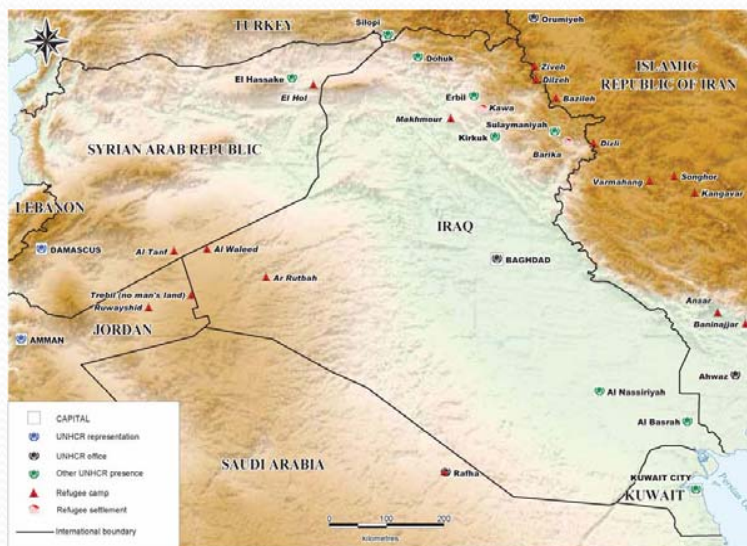 Orumiyeh
TURKEY
Silopi
Dohuk
Ziveh
Dilzeh
ISLAMIC
REPUBLIC OF IRAN
El Hassake
El Hol
Bazileh
Erbil
Kawa
Makhmour
Sulaymaniyah
Kirkuk
Dizli
SYRIAN ARAB REPUBLIC
Barika
Songhor
Varmahang
Kangavar
LEBANON
IRAQ
DAMASCUS
Al Tanf
Al Waleed
BAGHDAD
Ar Rutbah
Trebil (no man's land)
Ruwayshid
Anaar
JORDAN
Baninajjar
AMMAN
Ahwaz
Al Nassiriyah
Al Basrah
CAPITAL
UNHCR representation
UNHCR office
Other UNHCR presence
Refugee camp
Refugee settlement
International boundary
SAUDI ARABIA
Rafha
KUWAIT CITY
KUWAIT
Persian
0 50 100 200
kilometres